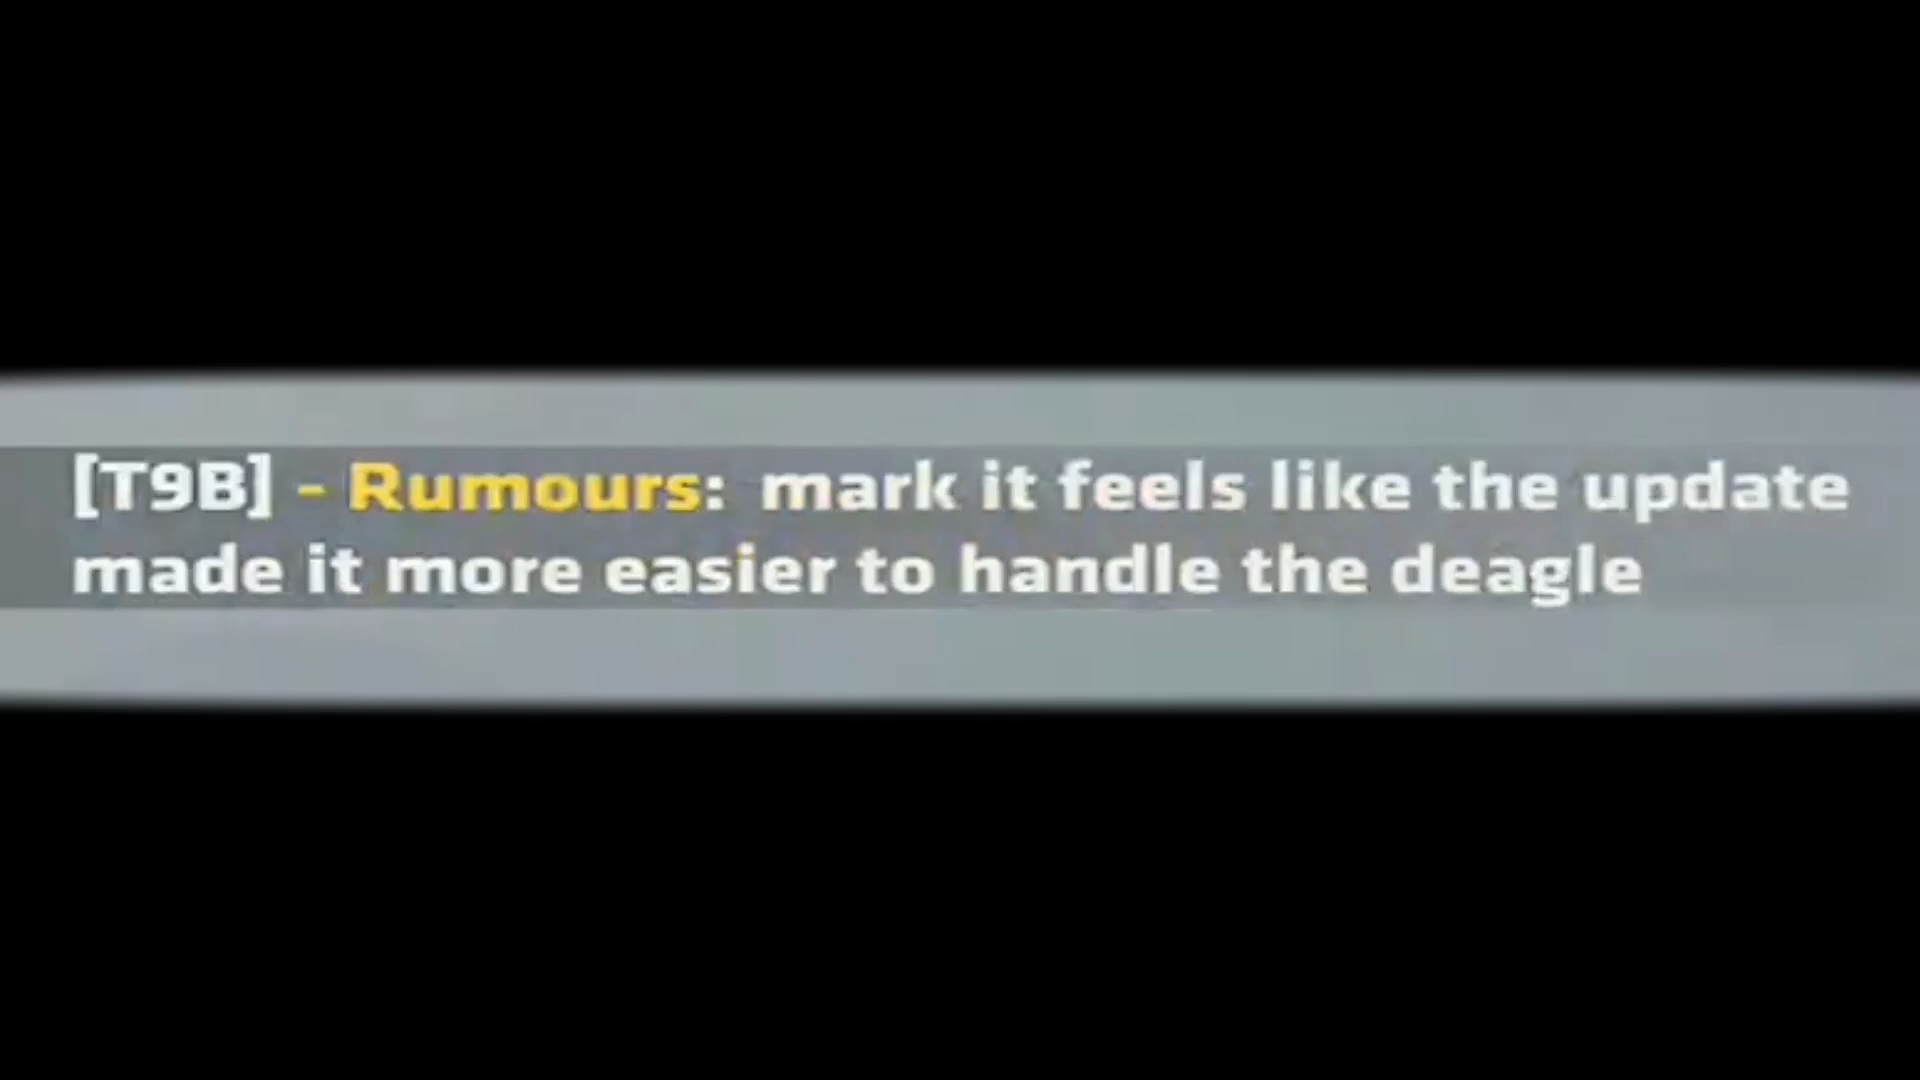 [T9B] - Rumours: mark it feels like the update
made it more easier to handle the deagle